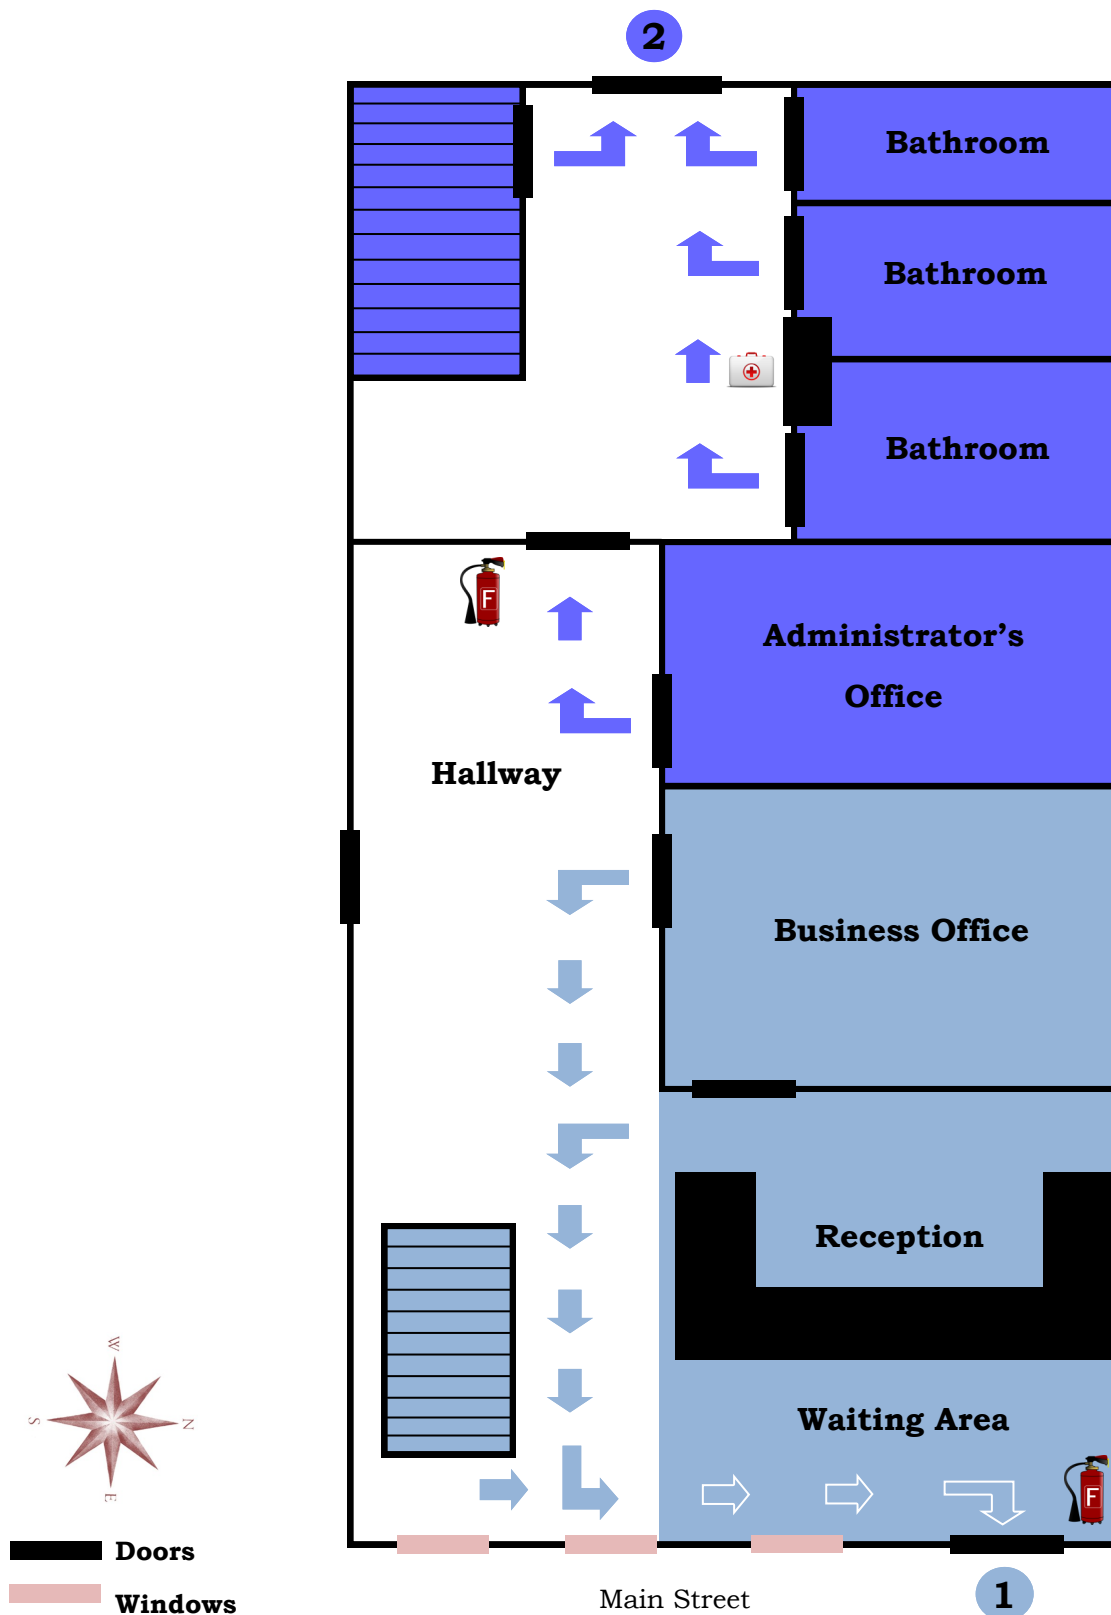 2
Bathroom
Bathroom
Bathroom
F
Administrator's
Office
Hallway
Business Office
Reception
W
S
N
E
Waiting Area
F
Doors
Windows
Main Street
1